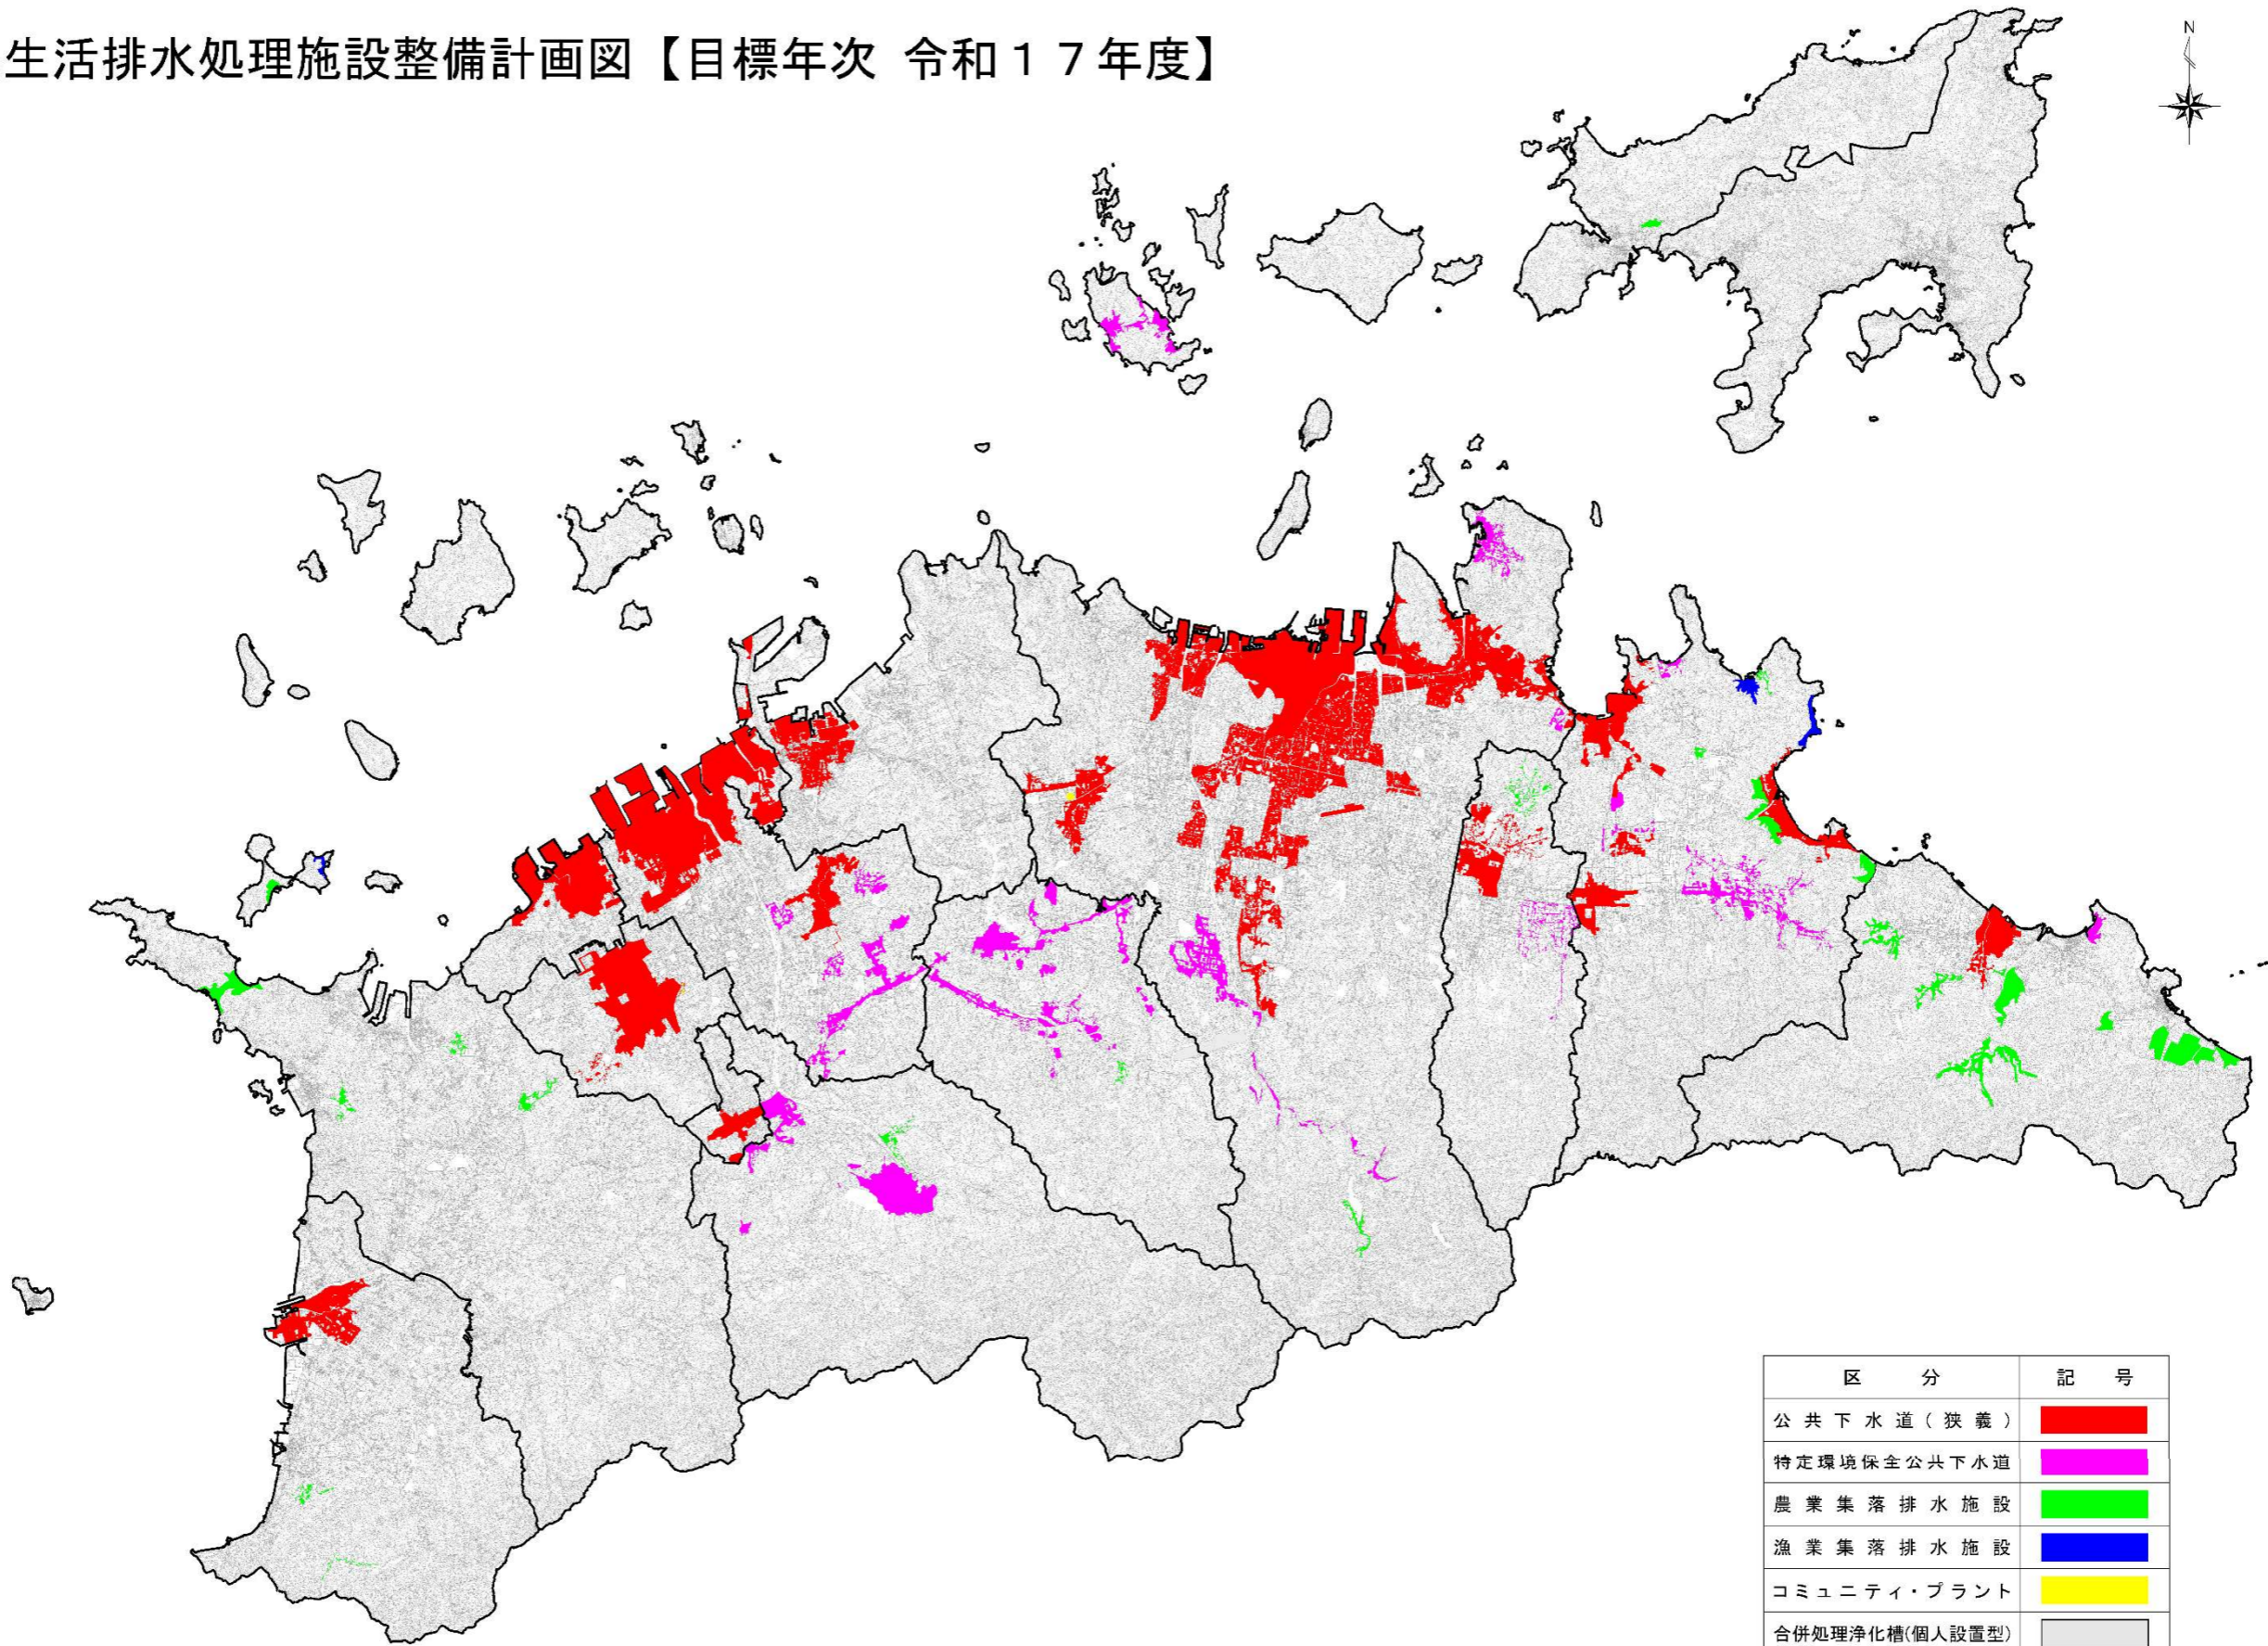 生活排水処理施設整備計画図【目標年次 令和１７年度】
N
区 分 記 号
公共下水道(狭義)
特定環境保全公共下水道
農業集落排水施設
漁業集落排水施設
コミュニティ・プラント
合併処理浄化槽(個人設置型)